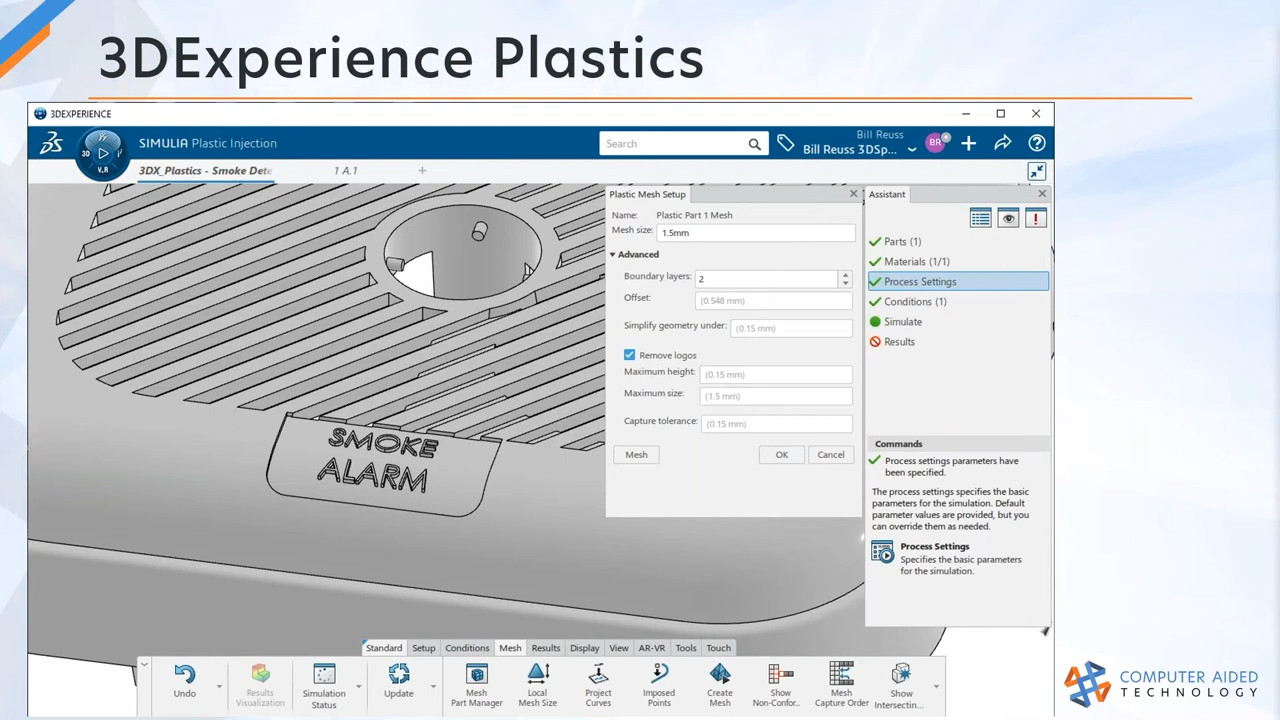 3DExperience Plastics
3DEXPERIENCE
3D
V.R
SIMULIA Plastic Injection
Search
Bill Reuss
Bill Reuss 3DSp...
BR
3DX_Plastics - Smoke Dete
1 A.1
Plastic Mesh Setup
Name: Plastic Part 1 Mesh
Mesh size: 1.5mm
Advanced
Boundary layers: 2
Offset: (0.548 mm)
Simplify geometry under: (0.15 mm)
Remove logos
Maximum height: (0.15 mm)
Maximum size: (1.5 mm)
Capture tolerance: (0.15 mm)
Mesh OK Cancel
Assistant
Parts (1)
Materials (1/1)
Process Settings
Conditions (1)
Simulate
Results
Commands
Process settings parameters have
been specified.
The process settings specifies the basic
parameters for the simulation. Default
parameter values are provided, but you
can override them as needed.
Process Settings
Specifies the basic parameters
for the simulation.
SMOKE
ALARM
Standard Setup Conditions Mesh Results Display View AR-VR Tools Touch
Undo
Results
Visualization
Simulation
Status
Update
Mesh
Part Manager
Local
Mesh Size
Project
Curves
Imposed
Points
Create
Mesh
Show
Non-Confor...
Mesh
Capture Order
Show
Intersectin...
COMPUTER AIDED
TECHNOLOGY